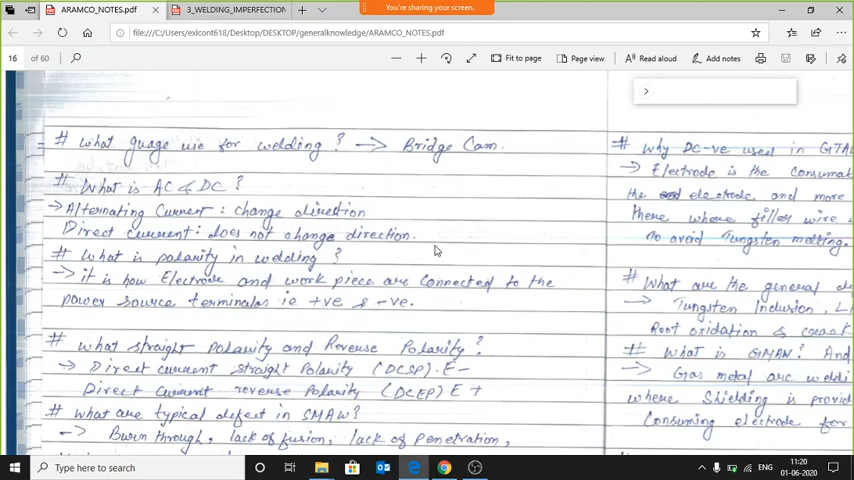 ARAMCO_NOTES.pdf
3_WELDING_IMPERFECTION
You're sharing your screen.
file:///C:/Users/exlcont618/Desktop/DESKTOP/generalknowledge/ARAMCO_NOTES.pdf
16 of 60
Fit to page
Page view
Read aloud
Add notes
# What guage use for welding? → Bridge Cam.
# What is AC & DC?
→ Alternating Current: change direction
Direct current: does not change direction.
# What is polarity in welding?
→ it is how Electrode and work piece are connected to the
power source terminals ie +ve & -ve.
# What straight Polarity and Reverse Polarity?
→ Direct current straight Polarity (DCSP). E-
Direct current reverse Polarity (DCEP) E +
# What are typical defect in SMAW?
→ Burn through, lack of fusion, lack of penetration,
# Why DC-ve used in GTA
→ Electrode is the consumab
the electrode and more
there where filler wire
To avoid Tungsten melting.
# What are the general de
→ Tungsten Inclusion, L
Root oxidation &
# What is GMAW? And
→ Gas metal arc weldi
where Shielding is provid
Consuming electrode for
Type here to search
ENG
11:20
01-06-2020